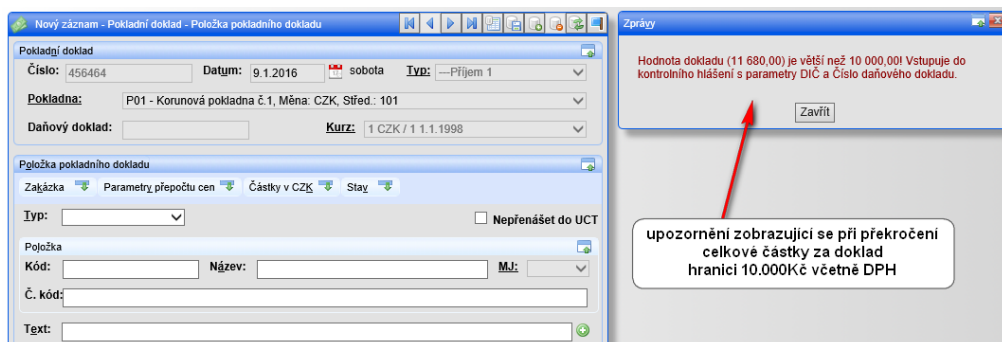 Nový záznam - Pokladní doklad - Položka pokladního dokladu
Pokladní doklad
Číslo: 456464 Datum: 9.1.2016 sobota Typ: ---Příjem 1
Pokladna: P01 - Korunová pokladna č.1, Měna: CZK, Střed.: 101
Daňový doklad: Kurz: 1 CZK / 1 1.1.1998
Položka pokladního dokladu
Zakázka Parametry přepočtu cen Částky v CZK Stav
Typ: Nepřenášet do UCT
Položka
Kód: Název: MJ:
Č. kód:
Text:
Zprávy
Hodnota dokladu (11 680,00) je větší než 10 000,00! Vstupuje do
kontrolního hlášení s parametry DIČ a Číslo daňového dokladu.
Zavřít
upozornění zobrazující se při překročení
celkové částky za doklad
hranici 10.000Kč včetně DPH